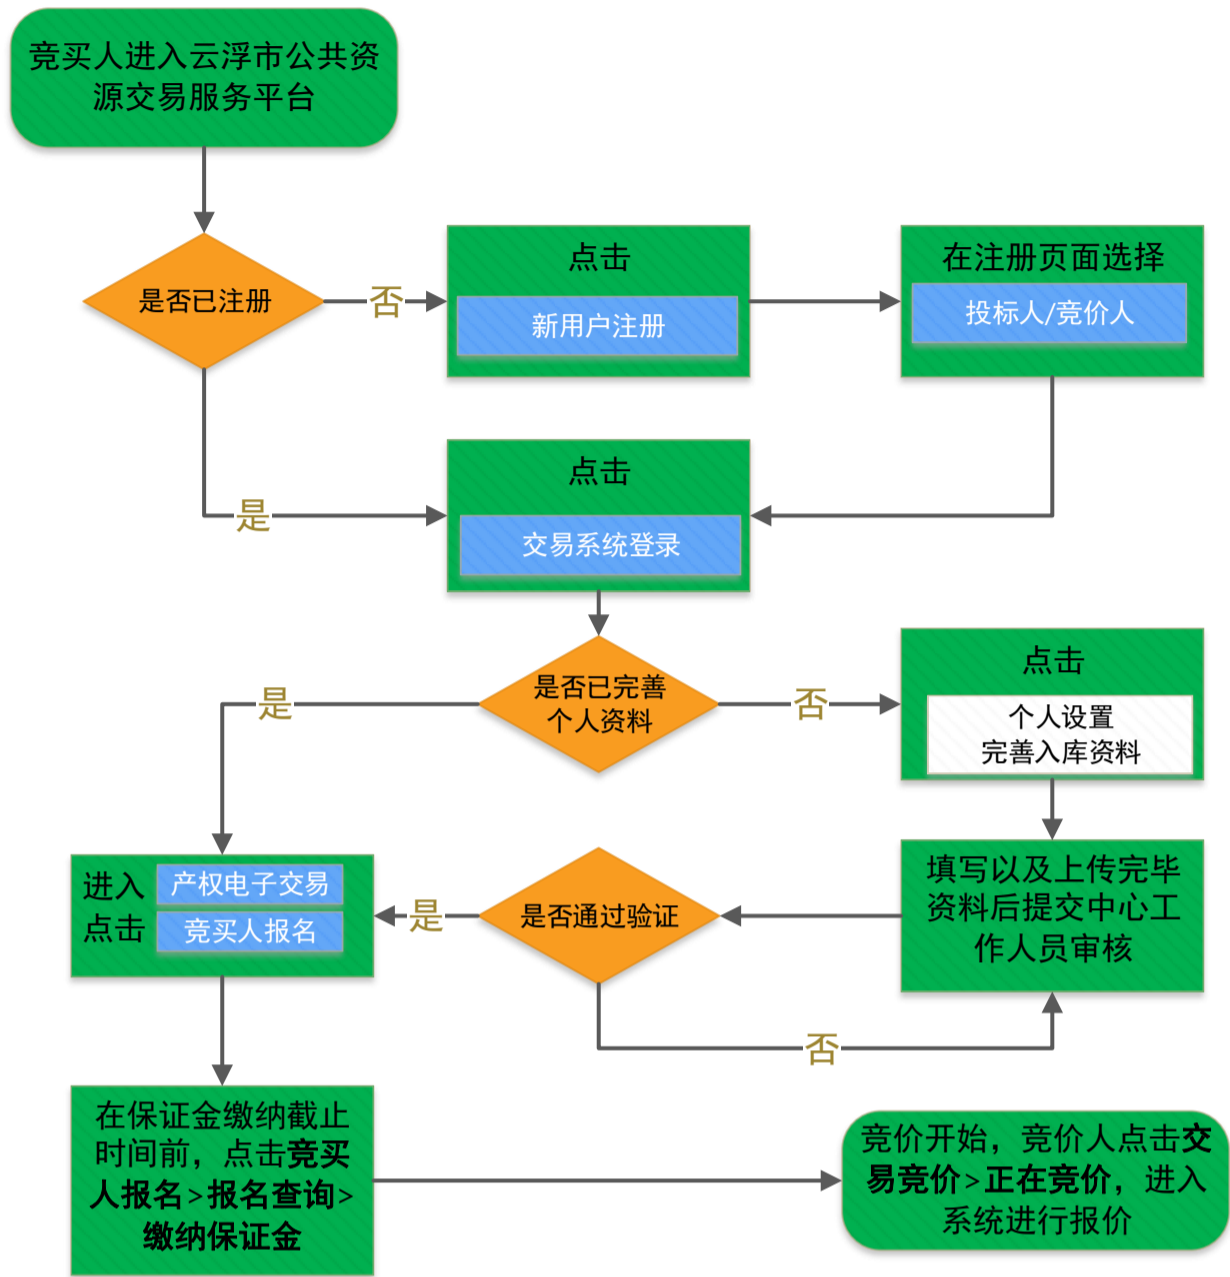 竞买人进入云浮市公共资
源交易服务平台
是否已注册
否
点击
新用户注册
在注册页面选择
投标人/竞价人
是
点击
交易系统登录
是否已完善
个人资料
是
否
点击
个人设置
完善入库资料
填写以及上传完毕
资料后提交中心工
作人员审核
是否通过验证
是
否
进入 产权电子交易
点击 竞买人报名
在保证金缴纳截止
时间前，点击竞买
人报名>报名查询>
缴纳保证金
竞价开始，竞价人点击交
易竞价>正在竞价，进入
系统进行报价